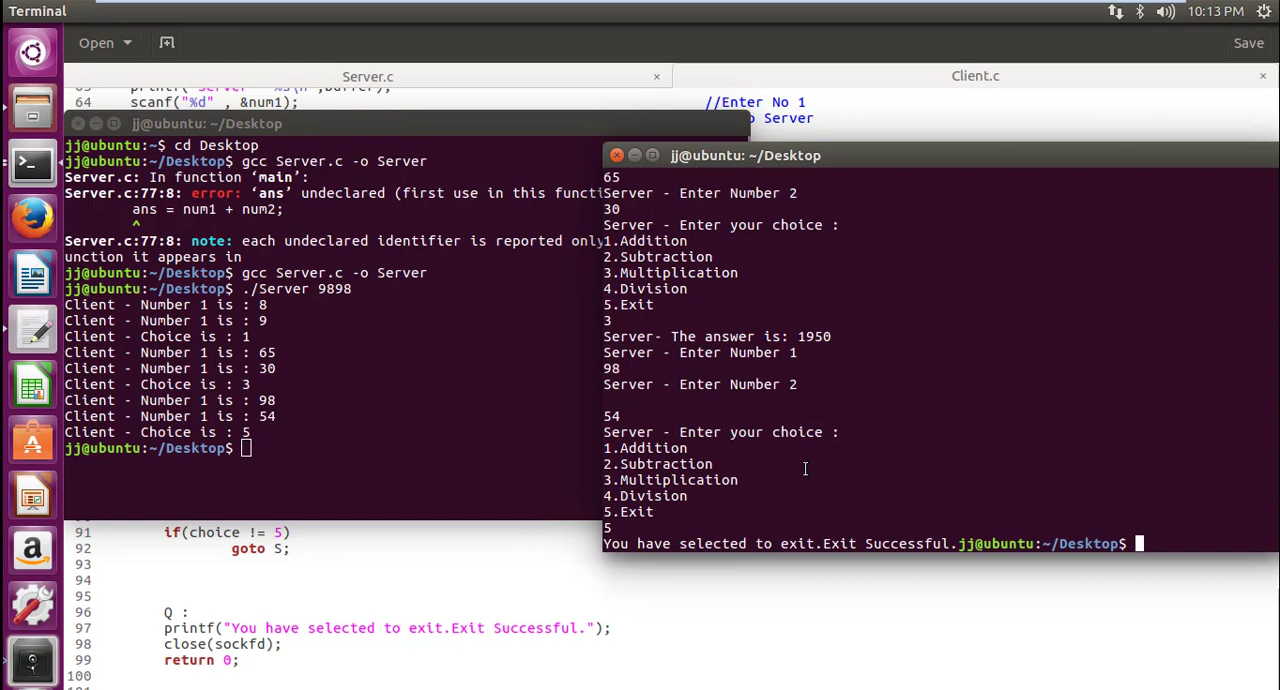 Terminal
10:13 PM
Open
Save
Server.c
×
Client.c
×
64 scanf("%d" , &num1);
//Enter No 1
Server
jj@ubuntu: ~/Desktop
jj@ubuntu:~$ cd Desktop
jj@ubuntu:~/Desktop$ gcc Server.c -o Server
Server.c: In function ‘main’:
Server.c:77:8: error: ‘ans’ undeclared (first use in this functi
ans = num1 + num2;
^
Server.c:77:8: note: each undeclared identifier is reported only
unction it appears in
jj@ubuntu:~/Desktop$ gcc Server.c -o Server
jj@ubuntu:~/Desktop$ ./Server 9898
Client - Number 1 is : 8
Client - Number 1 is : 9
Client - Choice is : 1
Client - Number 1 is : 65
Client - Number 1 is : 30
Client - Choice is : 3
Client - Number 1 is : 98
Client - Number 1 is : 54
Client - Choice is : 5
jj@ubuntu:~/Desktop$
jj@ubuntu: ~/Desktop
65
Server - Enter Number 2
30
Server - Enter your choice :
1.Addition
2.Subtraction
3.Multiplication
4.Division
5.Exit
3
Server- The answer is: 1950
Server - Enter Number 1
98
Server - Enter Number 2
54
Server - Enter your choice :
1.Addition
2.Subtraction
3.Multiplication
4.Division
5.Exit
5
You have selected to exit.Exit Successful.jj@ubuntu:~/Desktop$
91 if(choice != 5)
92 goto S;
93
94
95
96 Q :
97 printf("You have selected to exit.Exit Successful.");
98 close(sockfd);
99 return 0;
100